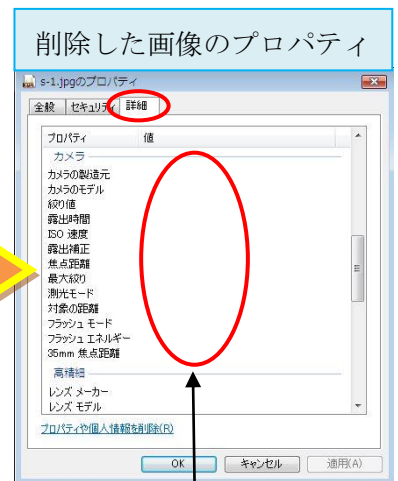 削除した画像のプロパティ
s-1.jpgのプロパティ
全般 セキュリティ 詳細
プロパティ 値
カメラ
カメラの製造元
カメラのモデル
絞り値
露出時間
ISO 速度
露出補正
焦点距離
最大絞り
測光モード
対象の距離
フラッシュ モード
フラッシュ エネルギー
35mm 焦点距離
高精細
レンズ メーカー
レンズ モデル
プロパティや個人情報を削除(R)
OK キャンセル 適用(A)